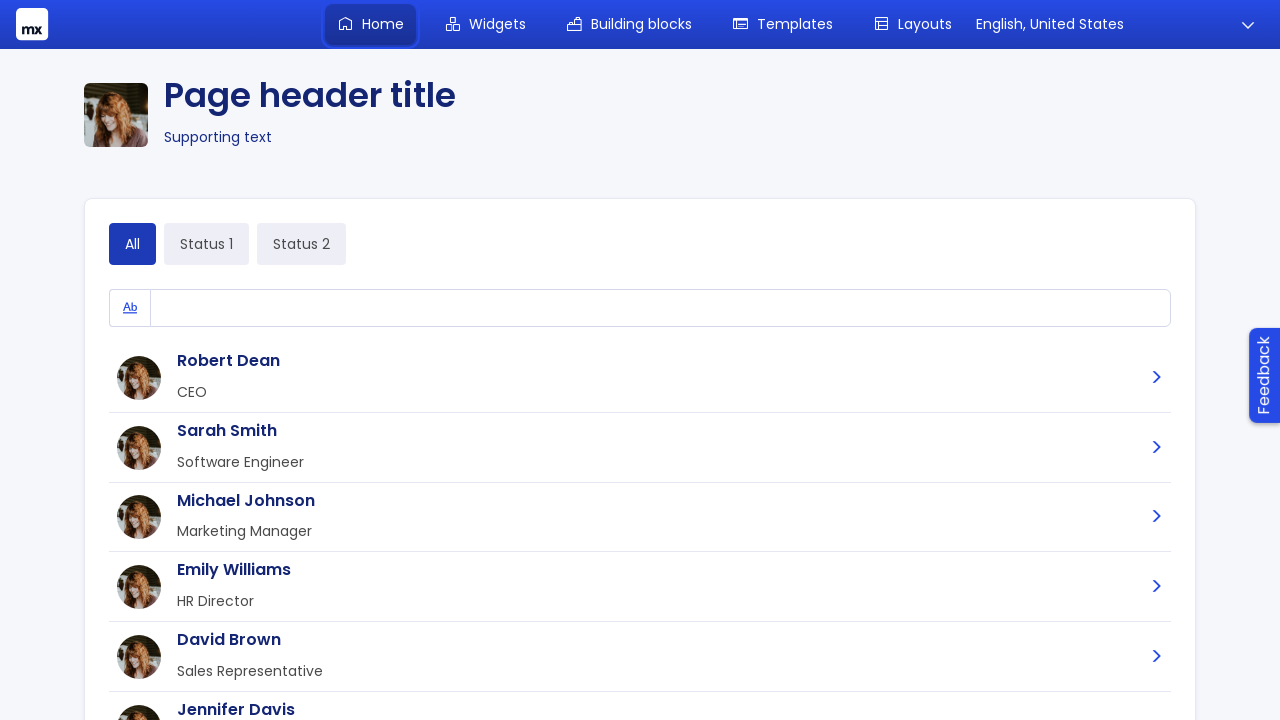 mx
Home
Widgets
Building blocks
Templates
Layouts
English, United States
Page header title
Supporting text
All
Status 1
Status 2
Ab
Robert Dean
CEO
Sarah Smith
Software Engineer
Michael Johnson
Marketing Manager
Emily Williams
HR Director
David Brown
Sales Representative
Jennifer Davis
Feedback